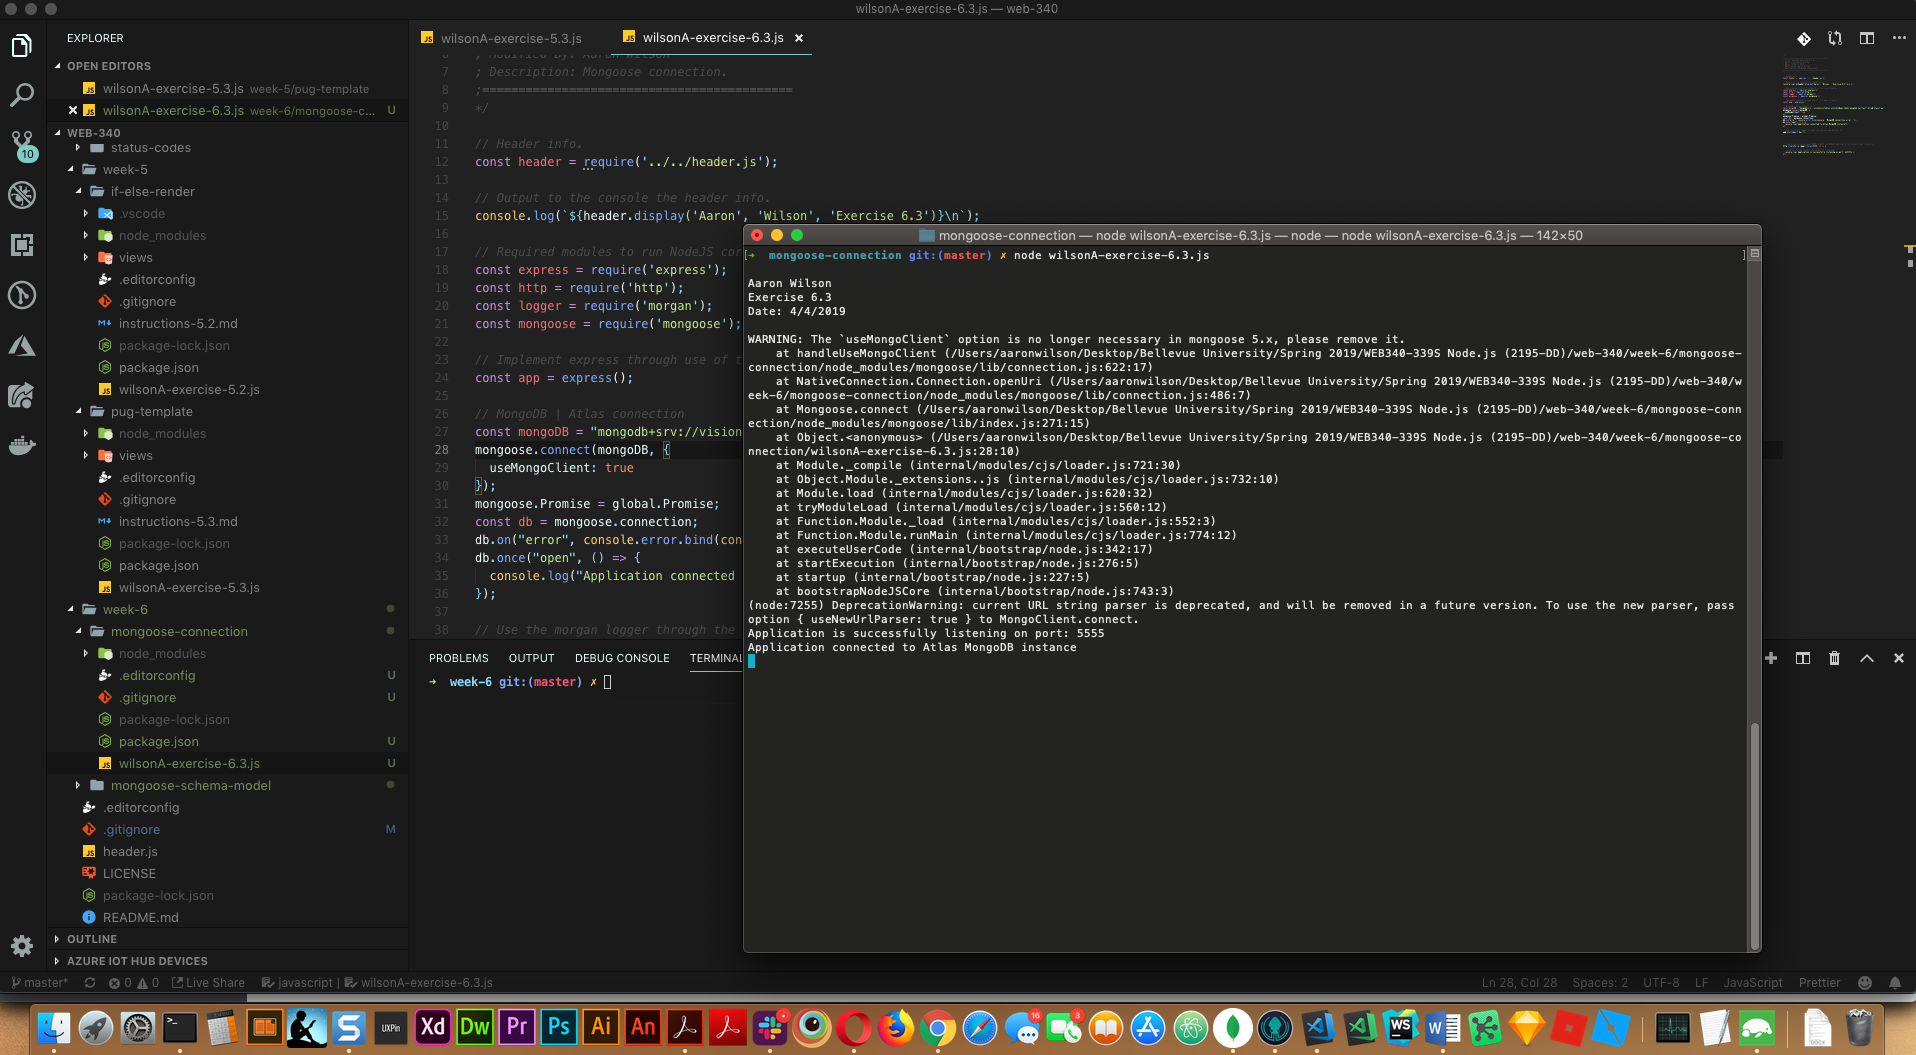 wilsonA-exercise-6.3.js — web-340
EXPLORER
OPEN EDITORS
wilsonA-exercise-5.3.js week-5/pug-template
wilsonA-exercise-6.3.js week-6/mongoose-c... U
WEB-340
status-codes
week-5
if-else-render
.vscode
node_modules
views
.editorconfig
.gitignore
instructions-5.2.md
package-lock.json
package.json
wilsonA-exercise-5.2.js
pug-template
node_modules
views
.editorconfig
.gitignore
instructions-5.3.md
package-lock.json
package.json
wilsonA-exercise-5.3.js
week-6
mongoose-connection
node_modules
.editorconfig U
.gitignore U
package-lock.json
package.json U
wilsonA-exercise-6.3.js U
mongoose-schema-model
.editorconfig
.gitignore M
header.js
LICENSE
package-lock.json
README.md
OUTLINE
AZURE IOT HUB DEVICES
10
wilsonA-exercise-5.3.js wilsonA-exercise-6.3.js
6 ; Modified By: Aaron Wilson
7 ; Description: Mongoose connection.
8 ;===========================================
9 */
10
11 // Header info.
12 const header = require('../../header.js');
13
14 // Output to the console the header info.
15 console.log(`${header.display('Aaron', 'Wilson', 'Exercise 6.3')}\n`);
16
17 // Required modules to run NodeJS cor
18 const express = require('express');
19 const http = require('http');
20 const logger = require('morgan');
21 const mongoose = require('mongoose');
22
23 // Implement express through use of t
24 const app = express();
25
26 // MongoDB | Atlas connection
27 const mongoDB = "mongodb+srv://vision
28 mongoose.connect(mongoDB, {
29 useMongoClient: true
30 });
31 mongoose.Promise = global.Promise;
32 const db = mongoose.connection;
33 db.on("error", console.error.bind(con
34 db.once("open", () => {
35 console.log("Application connected
36 });
37
38 // Use the morgan logger through the
PROBLEMS OUTPUT DEBUG CONSOLE TERMINAL
➜ week-6 git:(master) ✗
mongoose-connection — node wilsonA-exercise-6.3.js — node — node wilsonA-exercise-6.3.js — 142×50
[➜ mongoose-connection git:(master) ✗ node wilsonA-exercise-6.3.js ]
Aaron Wilson
Exercise 6.3
Date: 4/4/2019
WARNING: The `useMongoClient` option is no longer necessary in mongoose 5.x, please remove it.
at handleUseMongoClient (/Users/aaronwilson/Desktop/Bellevue University/Spring 2019/WEB340-339S Node.js (2195-DD)/web-340/week-6/mongoose-
connection/node_modules/mongoose/lib/connection.js:622:17)
at NativeConnection.Connection.openUri (/Users/aaronwilson/Desktop/Bellevue University/Spring 2019/WEB340-339S Node.js (2195-DD)/web-340/w
eek-6/mongoose-connection/node_modules/mongoose/lib/connection.js:486:7)
at Mongoose.connect (/Users/aaronwilson/Desktop/Bellevue University/Spring 2019/WEB340-339S Node.js (2195-DD)/web-340/week-6/mongoose-conn
ection/node_modules/mongoose/lib/index.js:271:15)
at Object.<anonymous> (/Users/aaronwilson/Desktop/Bellevue University/Spring 2019/WEB340-339S Node.js (2195-DD)/web-340/week-6/mongoose-co
nnection/wilsonA-exercise-6.3.js:28:10)
at Module._compile (internal/modules/cjs/loader.js:721:30)
at Object.Module._extensions..js (internal/modules/cjs/loader.js:732:10)
at Module.load (internal/modules/cjs/loader.js:620:32)
at tryModuleLoad (internal/modules/cjs/loader.js:560:12)
at Function.Module._load (internal/modules/cjs/loader.js:552:3)
at Function.Module.runMain (internal/modules/cjs/loader.js:774:12)
at executeUserCode (internal/bootstrap/node.js:342:17)
at startExecution (internal/bootstrap/node.js:276:5)
at startup (internal/bootstrap/node.js:227:5)
at bootstrapNodeJSCore (internal/bootstrap/node.js:743:3)
(node:7255) DeprecationWarning: current URL string parser is deprecated, and will be removed in a future version. To use the new parser, pass
option { useNewUrlParser: true } to MongoClient.connect.
Application is successfully listening on port: 5555
Application connected to Atlas MongoDB instance
master* 0 0 Live Share javascript | wilsonA-exercise-6.3.js Ln 28, Col 28 Spaces: 2 UTF-8 LF JavaScript Prettier
UXPin Xd Dw Pr Ps Ai An 16 3 WS W